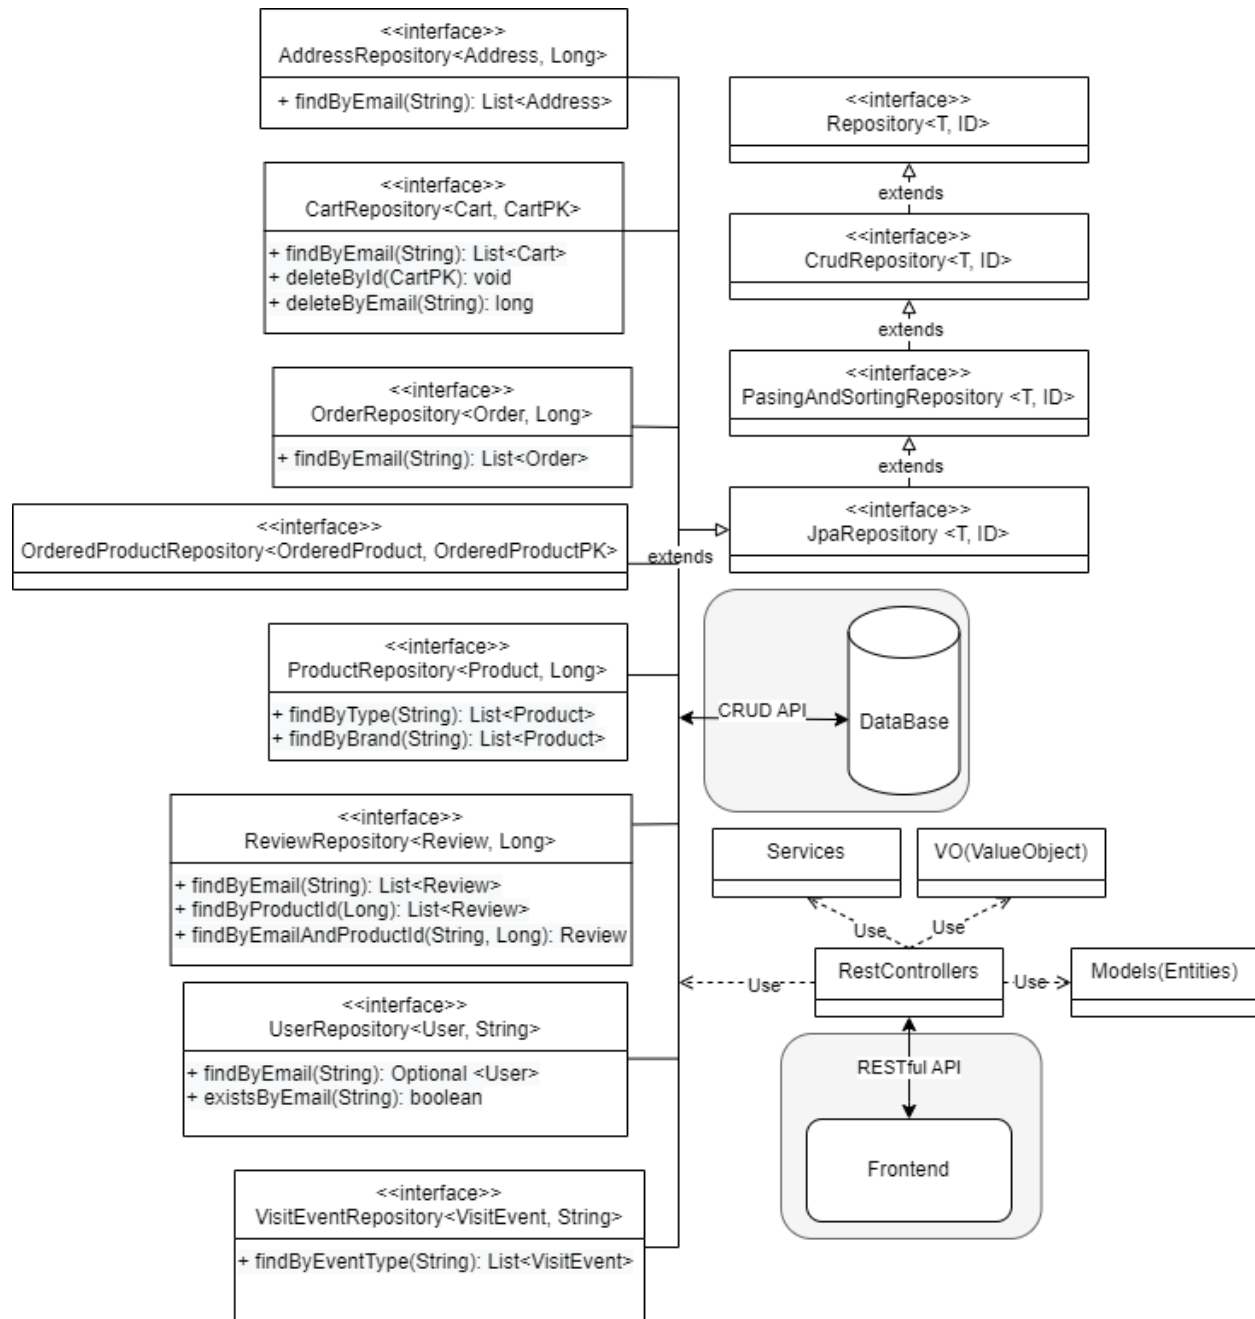 <<interface>>
AddressRepository<Address, Long>
+ findByEmail(String): List<Address>
<<interface>>
CartRepository<Cart, CartPK>
+ findByEmail(String): List<Cart>
+ deleteById(CartPK): void
+ deleteByEmail(String): long
<<interface>>
OrderRepository<Order, Long>
+ findByEmail(String): List<Order>
<<interface>>
OrderedProductRepository<OrderedProduct, OrderedProductPK>
<<interface>>
ProductRepository<Product, Long>
+ findByType(String): List<Product>
+ findByBrand(String): List<Product>
<<interface>>
ReviewRepository<Review, Long>
+ findByEmail(String): List<Review>
+ findByProductId(Long): List<Review>
+ findByEmailAndProductId(String, Long): Review
<<interface>>
UserRepository<User, String>
+ findByEmail(String): Optional <User>
+ existsByEmail(String): boolean
<<interface>>
VisitEventRepository<VisitEvent, String>
+ findByEventType(String): List<VisitEvent>
<<interface>>
Repository<T, ID>
extends
<<interface>>
CrudRepository<T, ID>
extends
<<interface>>
PasingAndSortingRepository <T, ID>
extends
<<interface>>
JpaRepository <T, ID>
extends
CRUD API
DataBase
Services
VO(ValueObject)
Use
Use
RestControllers
Use
Use
Models(Entities)
RESTful API
Frontend